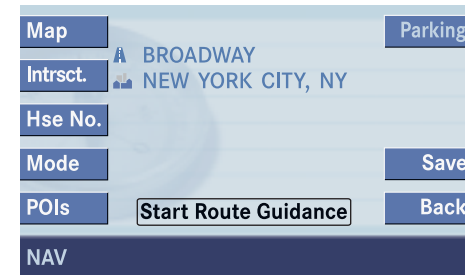 Map
Parking
BROADWAY
Intrsct.
NEW YORK CITY, NY
Hse No.
Mode
Save
POIs
Start Route Guidance
Back
NAV